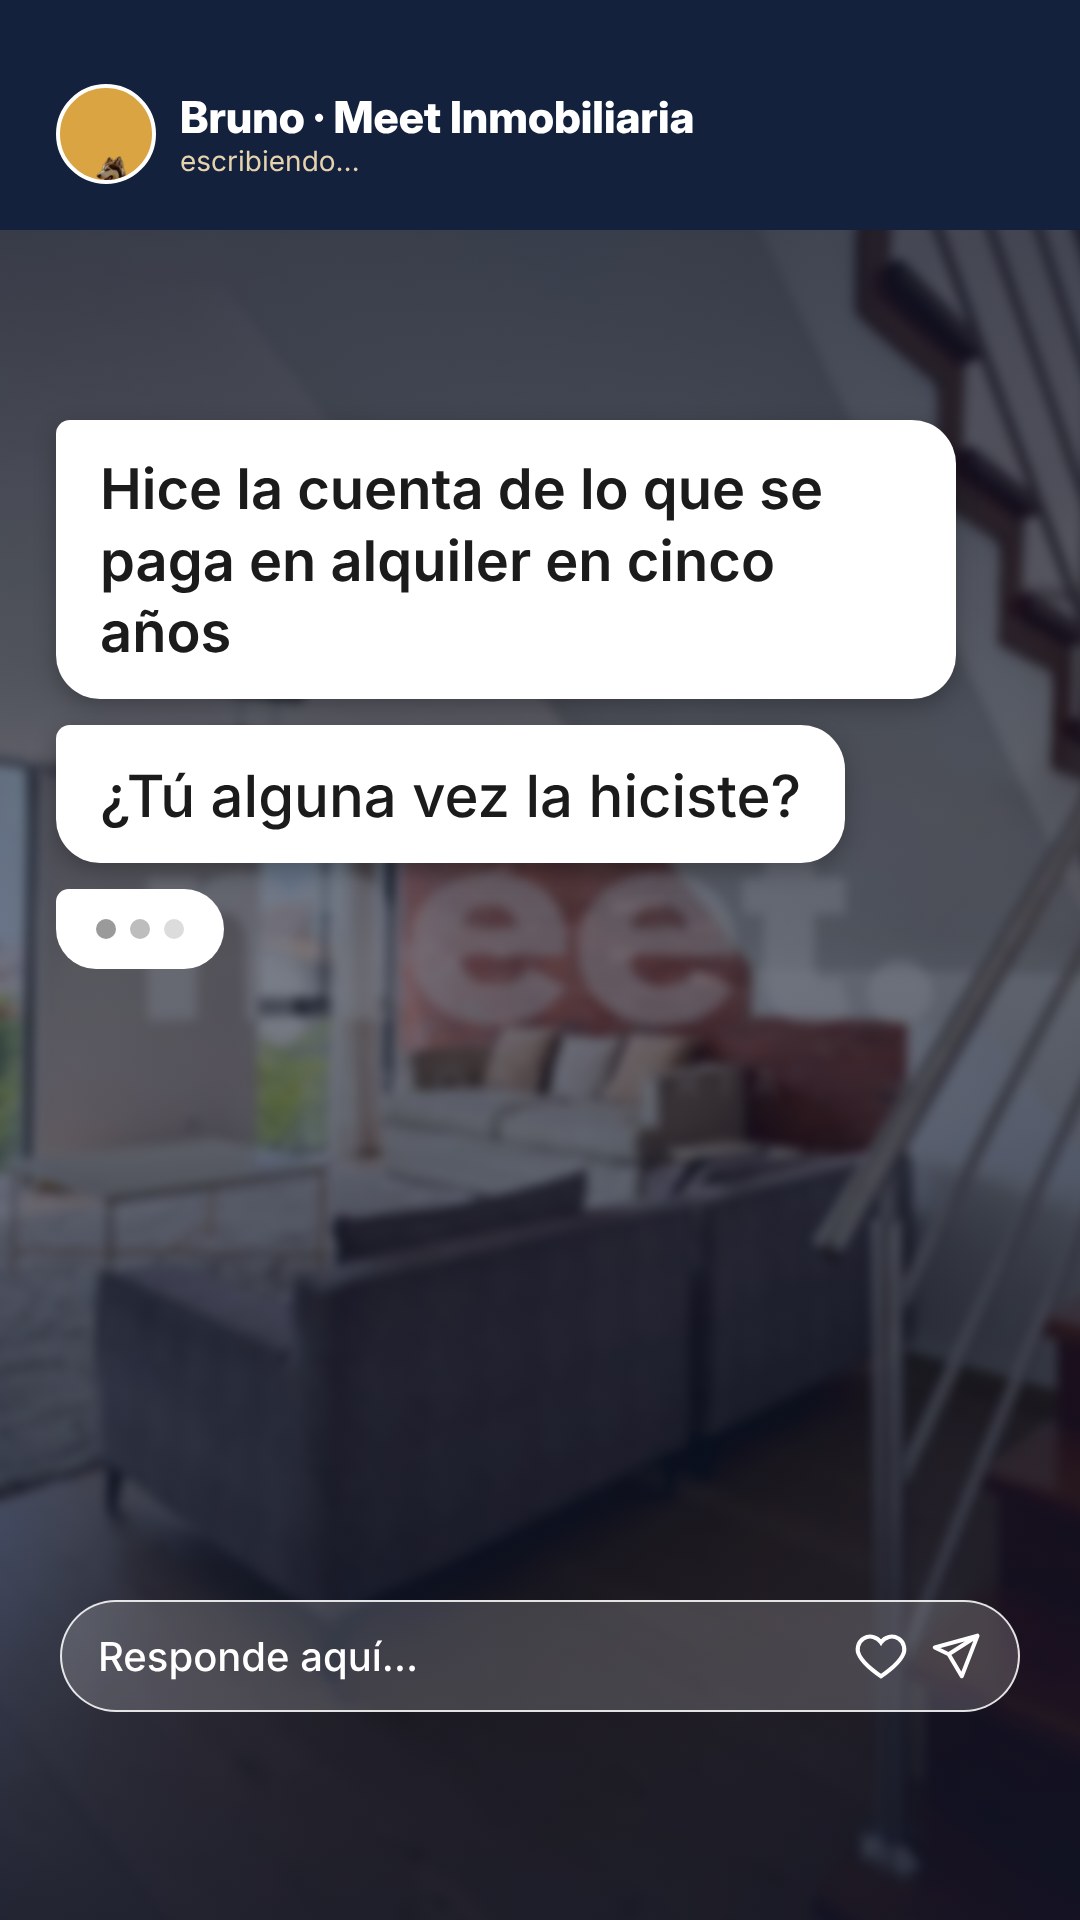 Bruno · Meet Inmobiliaria
escribiendo...
Hice la cuenta de lo que se
paga en alquiler en cinco
años
¿Tú alguna vez la hiciste?
eet.
Responde aquí...